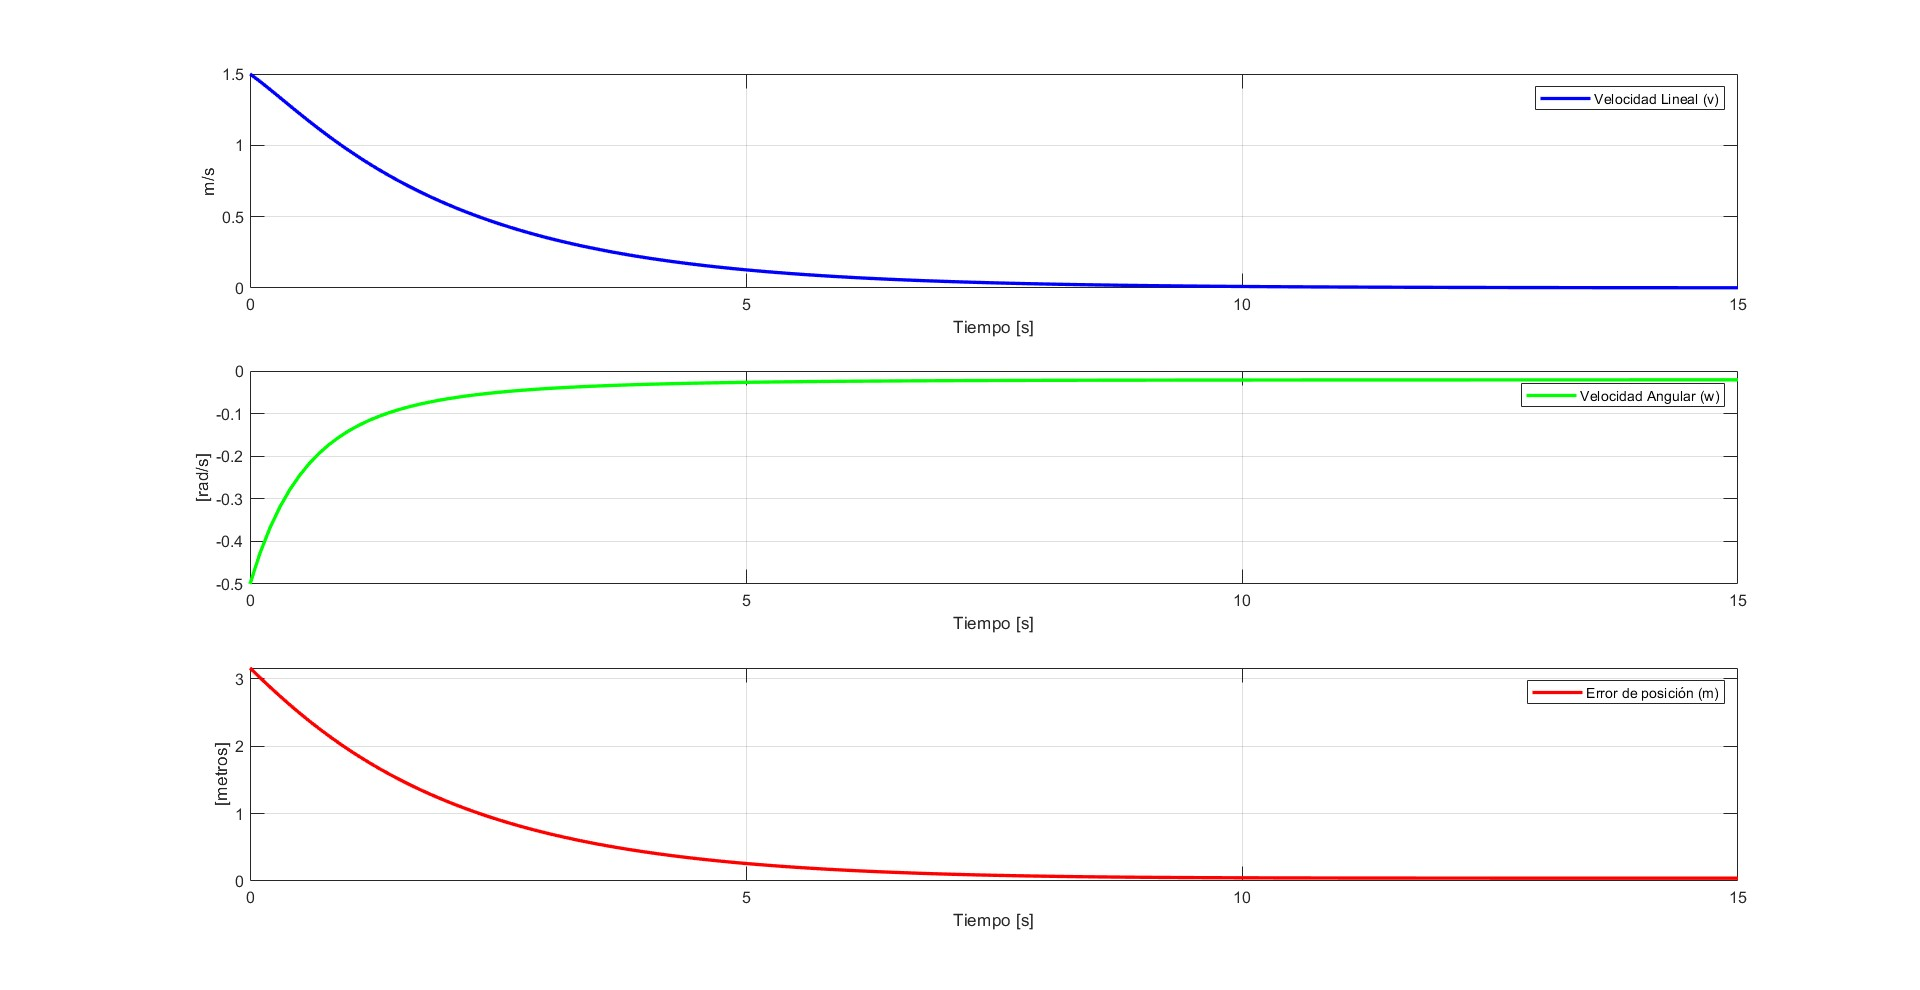 1.5
1
0.5
0
m/s
Velocidad Lineal (v)
0 5 10 15
Tiempo [s]
0
-0.1
-0.2
-0.3
-0.4
-0.5
[rad/s]
Velocidad Angular (w)
0 5 10 15
Tiempo [s]
3
2
1
0
[metros]
Error de posición (m)
0 5 10 15
Tiempo [s]